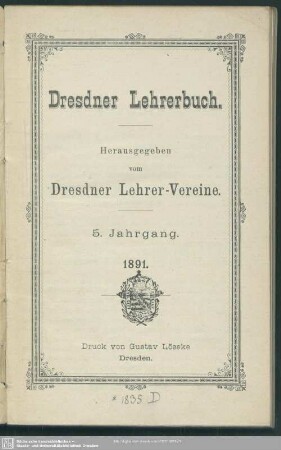 Dresdner Lehrerbuch.
Herausgegeben
vom
Dresdner Lehrer-Vereine.
5. Jahrgang.
1891.
Druck von Gustav Lösske
Dresden.
* 1835 D